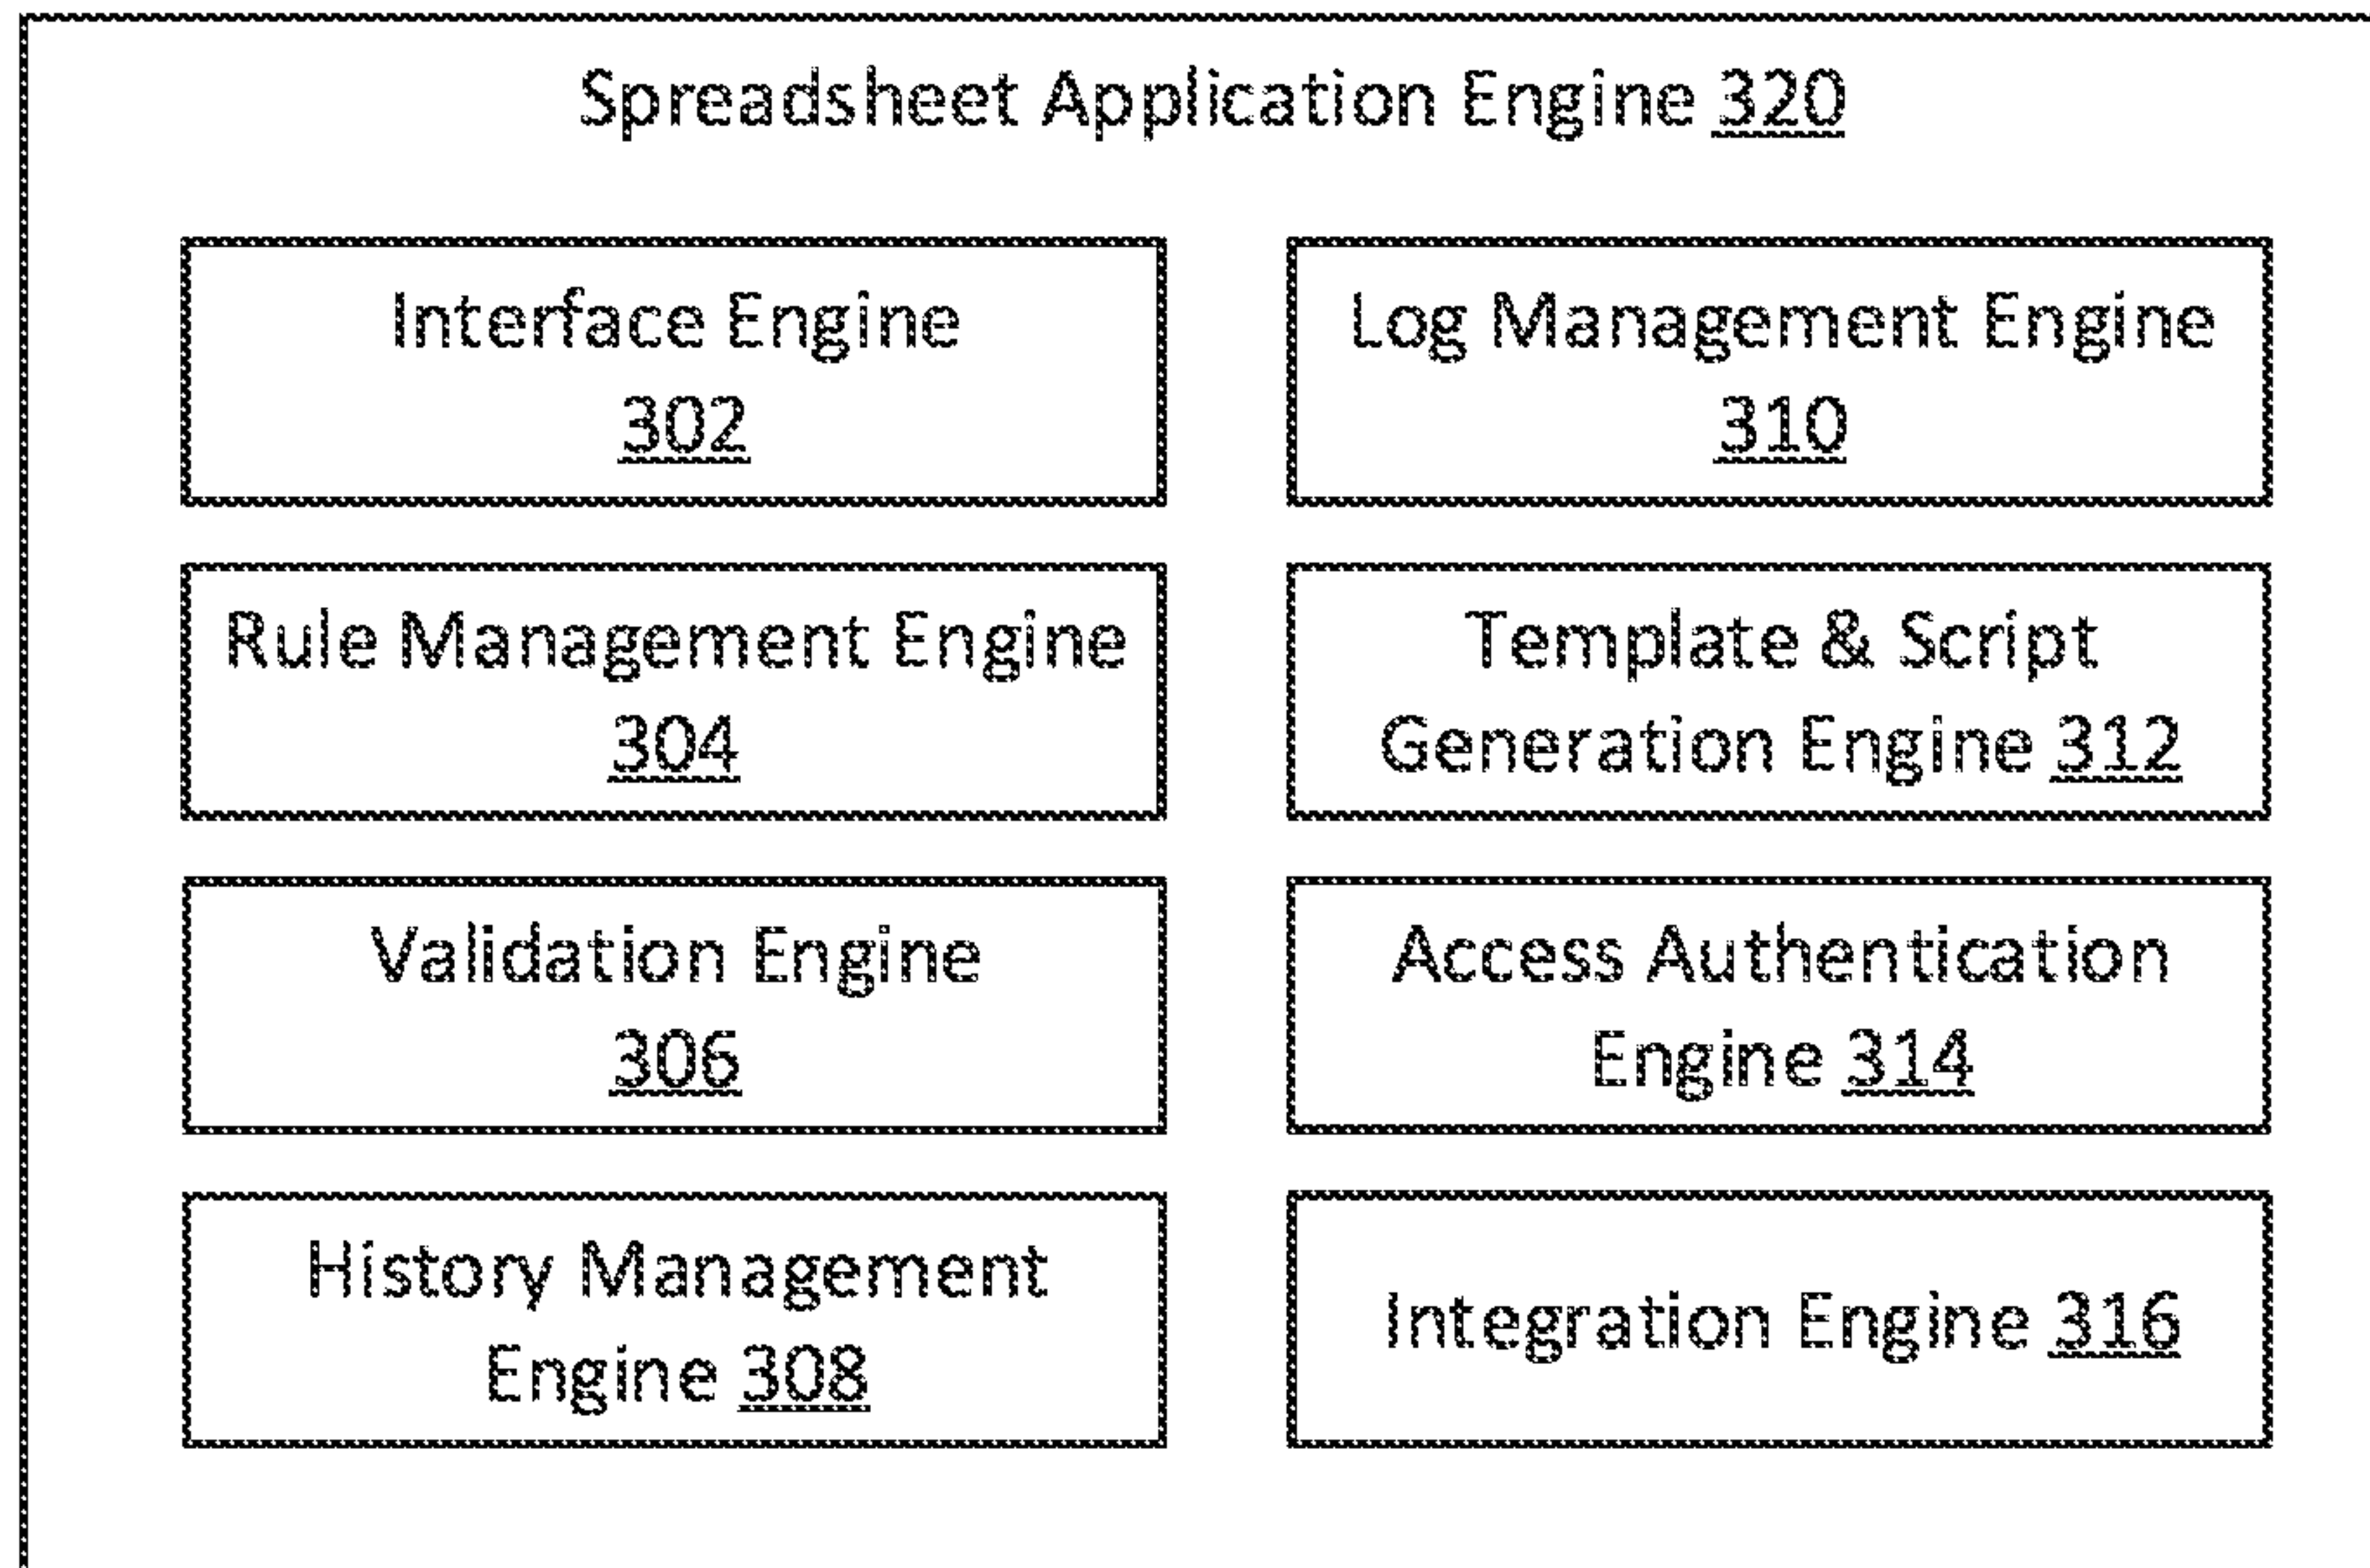 Spreadsheet Application Engine 320
Interface Engine
302
Log Management Engine
310
Rule Management Engine
304
Template & Script
Generation Engine 312
Validation Engine
306
Access Authentication
Engine 314
History Management
Engine 308
Integration Engine 316